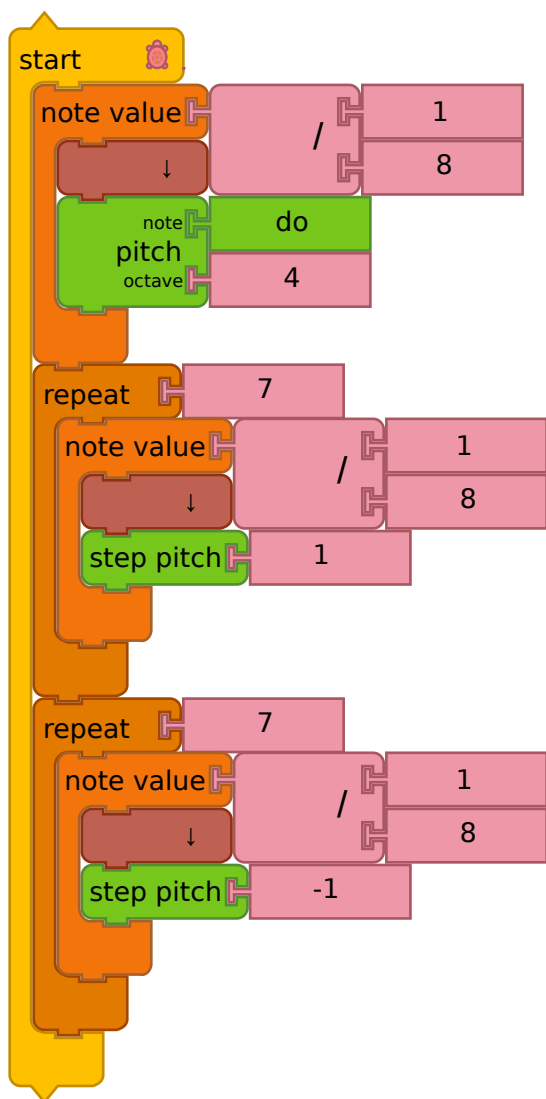 start
note value / 1
8
↓
note do
pitch
octave 4
repeat 7
note value / 1
8
↓
step pitch 1
repeat 7
note value / 1
8
↓
step pitch -1